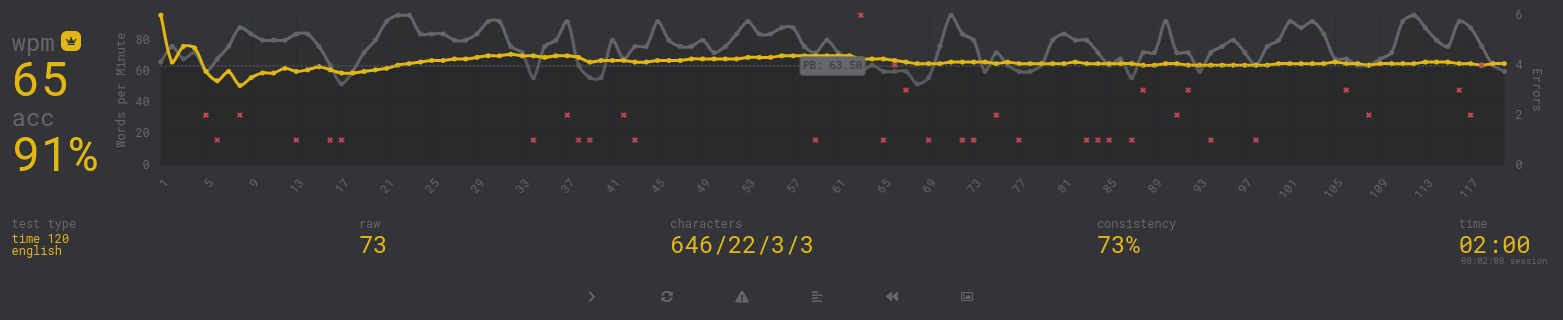 wpm
65
acc
91%
Words per Minute
80
60
40
20
0
PB: 63.50
6
4
2
0
Errors
1 5 9 13 17 21 25 29 33 37 41 45 49 53 57 61 65 69 73 77 81 85 89 93 97 101 105 109 113 117
test type
time 120
english
raw
73
characters
646/22/3/3
consistency
73%
time
02:00
00:02:00 session